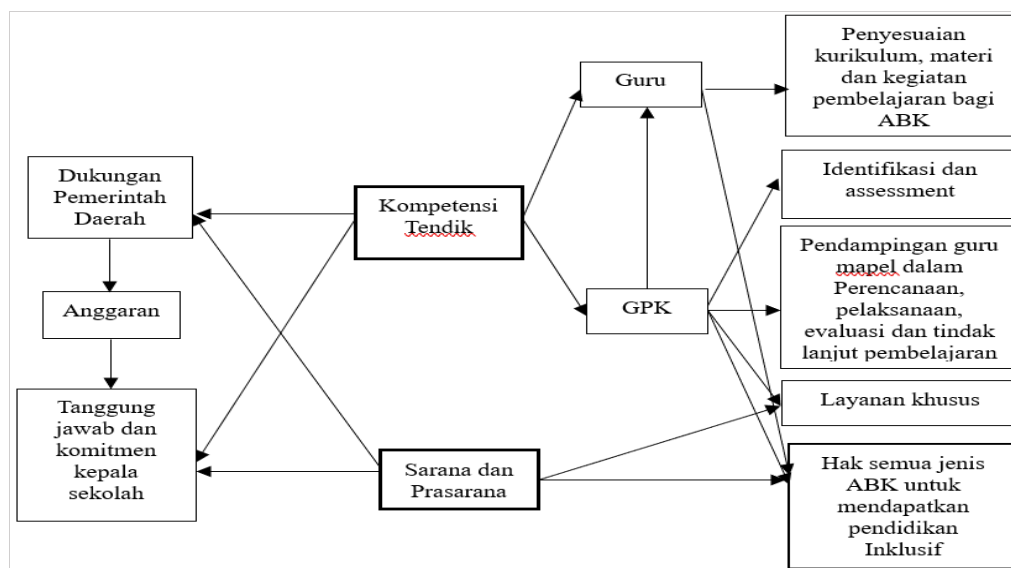 Dukungan
Pemerintah
Daerah
Anggaran
Tanggung
jawab dan
komitmen
kepala
sekolah
Kompetensi
Tendik
Sarana dan
Prasarana
Guru
GPK
Penyesuaian
kurikulum, materi
dan kegiatan
pembelajaran bagi
ABK
Identifikasi dan
assessment
Pendampingan guru
mapel dalam
Perencanaan,
pelaksanaan,
evaluasi dan tindak
lanjut pembelajaran
Layanan khusus
Hak semua jenis
ABK untuk
mendapatkan
pendidikan
Inklusif